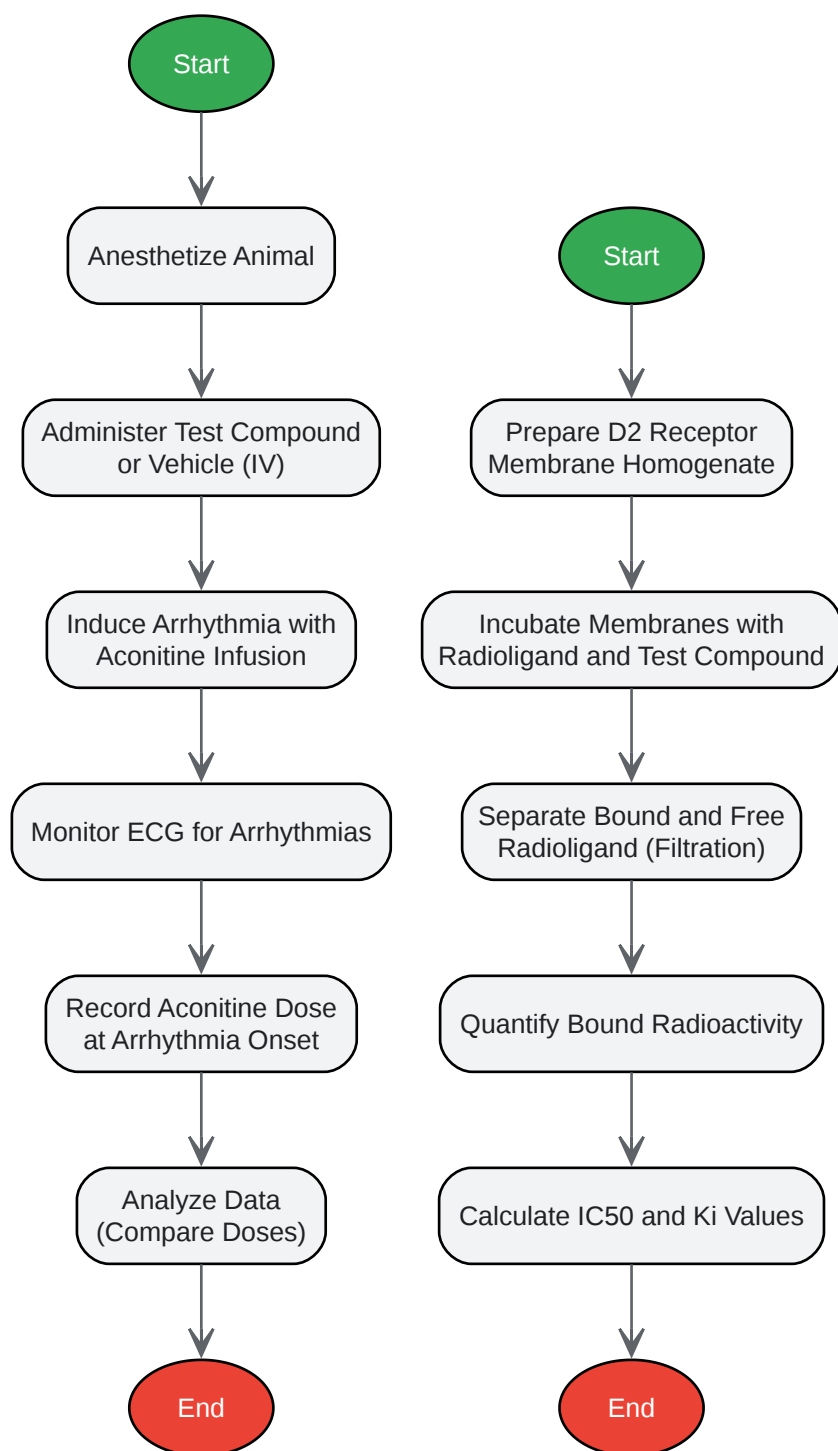 Start
Anesthetize Animal
Administer Test Compound
or Vehicle (IV)
Induce Arrhythmia with
Aconitine Infusion
Monitor ECG for Arrhythmias
Record Aconitine Dose
at Arrhythmia Onset
Analyze Data
(Compare Doses)
End
Start
Prepare D2 Receptor
Membrane Homogenate
Incubate Membranes with
Radioligand and Test Compound
Separate Bound and Free
Radioligand (Filtration)
Quantify Bound Radioactivity
Calculate IC50 and Ki Values
End